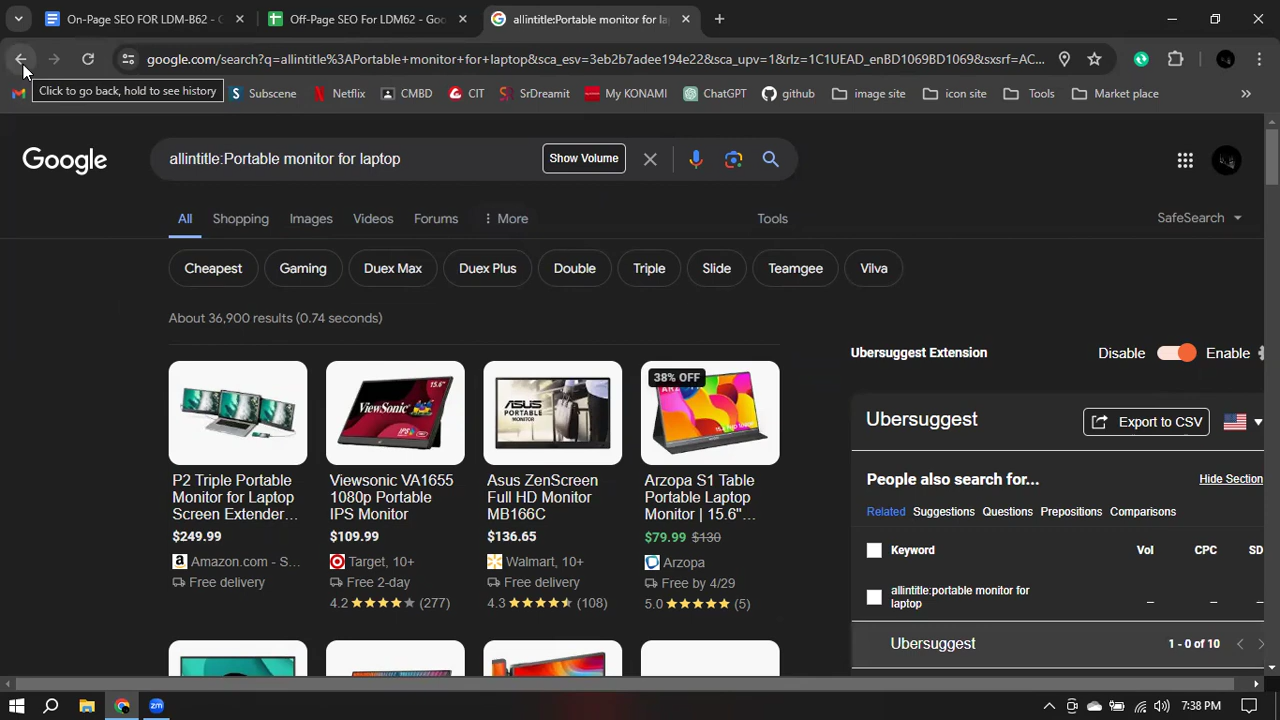 On-Page SEO FOR LDM-B62 - G
Off-Page SEO For LDM62 - Goo
allintitle:Portable monitor for la
google.com/search?q=allintitle%3APortable+monitor+for+laptop&sca_esv=3eb2b7adee194e22&sca_upv=1&rlz=1C1UEAD_enBD1069BD1069&sxsrf=AC...
Click to go back, hold to see history
Subscene
Netflix
CMBD
CIT
SrDreamit
My KONAMI
ChatGPT
github
image site
icon site
Tools
Market place
Google
allintitle:Portable monitor for laptop
Show Volume
All
Shopping
Images
Videos
Forums
More
Tools
SafeSearch
Cheapest
Gaming
Duex Max
Duex Plus
Double
Triple
Slide
Teamgee
Vilva
About 36,900 results (0.74 seconds)
Ubersuggest Extension
Disable
Enable
P2 Triple Portable
Monitor for Laptop
Screen Extender...
$249.99
Amazon.com - S...
Free delivery
15.6"
ViewSonic
Viewsonic VA1655
1080p Portable
IPS Monitor
$109.99
Target, 10+
Free 2-day
4.2
(277)
ASUS
PORTABLE
MONITOR
Asus ZenScreen
Full HD Monitor
MB166C
$136.65
Walmart, 10+
Free delivery
4.3
(108)
38% OFF
Arzopa S1 Table
Portable Laptop
Monitor | 15.6"...
$79.99 $130
Arzopa
Free by 4/29
5.0
(5)
Ubersuggest
Export to CSV
People also search for...
Hide Section
Related
Suggestions
Questions
Prepositions
Comparisons
Keyword
Vol
CPC
SD
allintitle:portable monitor for
laptop
–
–
–
Ubersuggest
1 - 0 of 10
7:38 PM